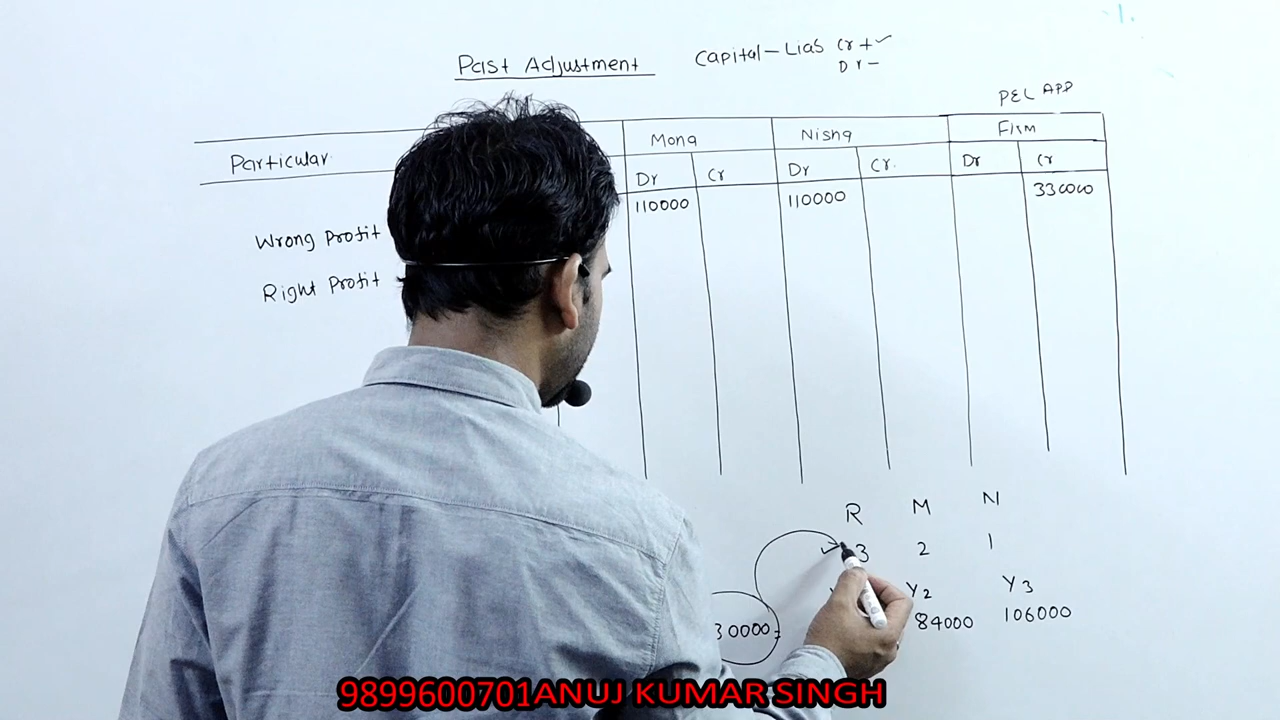 Past Adjustment
Capital - Lias Cr + ✓
Dr -
P&L APP
Particular Mona Nisha Firm
Dr Cr Dr Cr. Dr Cr
110000 110000 330000
Wrong Profit
Right Profit
R M N
3 2 1
Y2 Y3
30000 84000 106000
9899600701ANUJ KUMAR SINGH